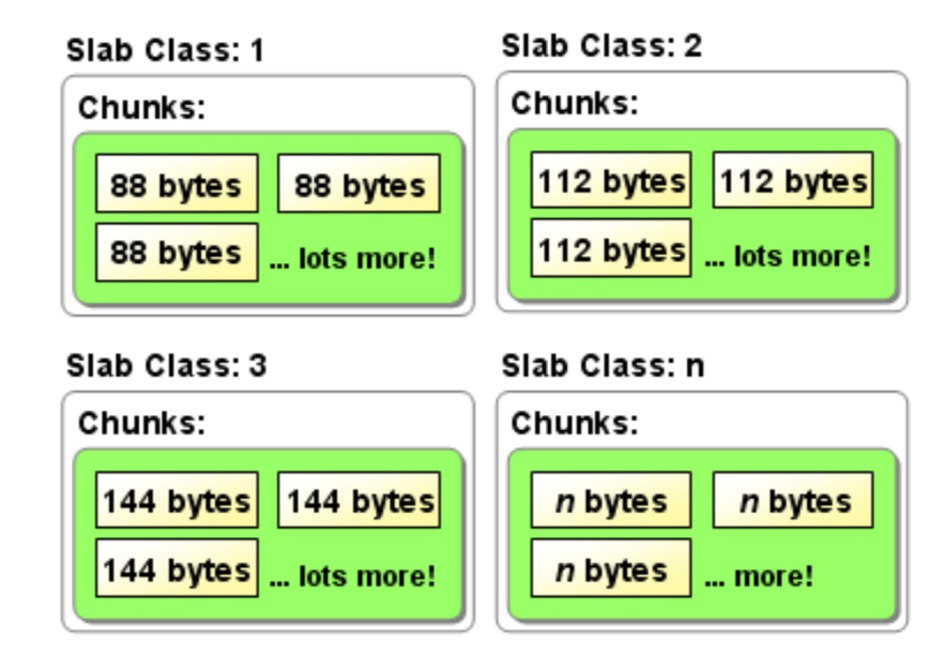 Slab Class: 1
Chunks:
88 bytes
88 bytes
88 bytes
... lots more!
Slab Class: 2
Chunks:
112 bytes
112 bytes
112 bytes
... lots more!
Slab Class: 3
Chunks:
144 bytes
144 bytes
144 bytes
... lots more!
Slab Class: n
Chunks:
n bytes
n bytes
n bytes
... more!